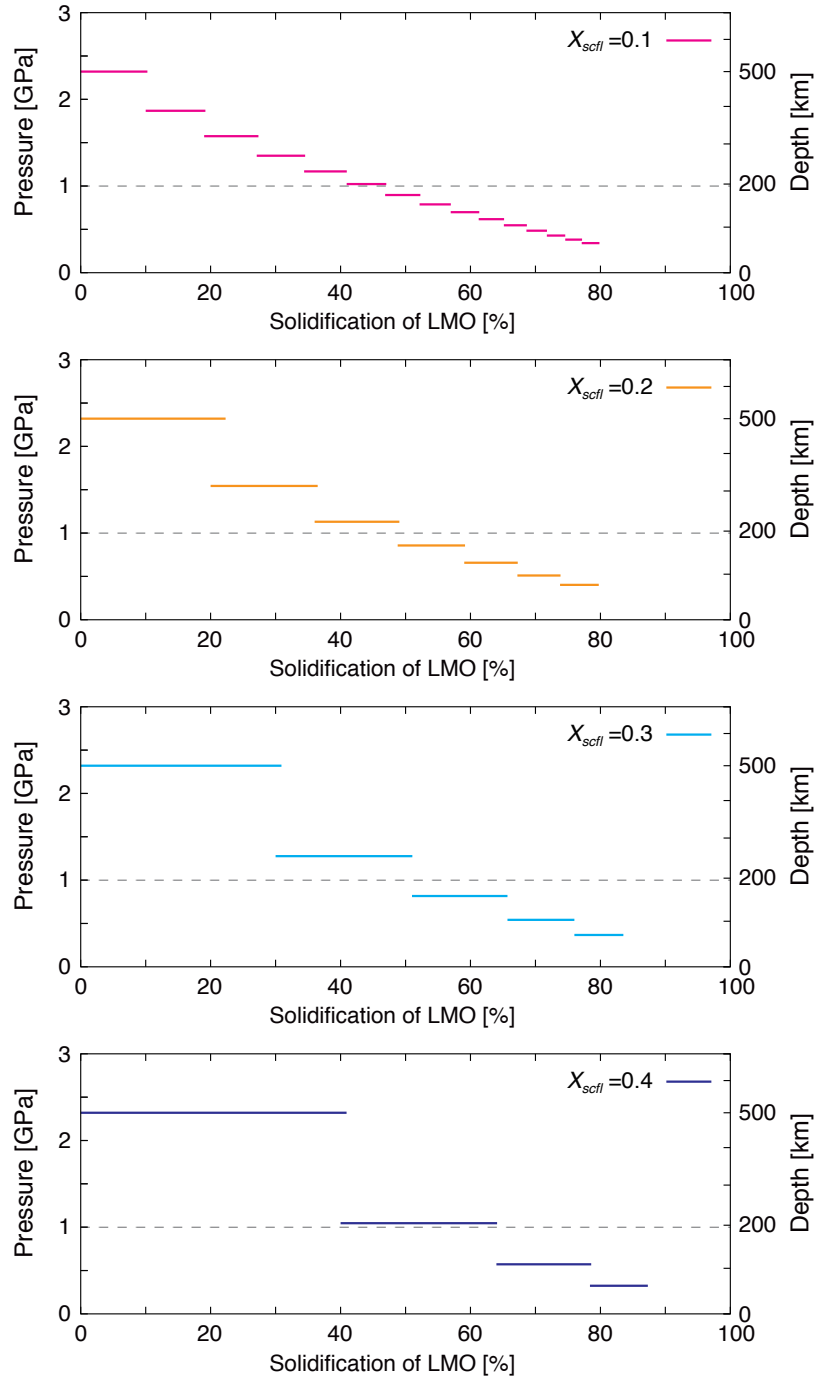 3
2
1
0
Pressure [GPa]
X_scfl =0.1
500
200
0
Depth [km]
0 20 40 60 80 100
Solidification of LMO [%]
3
2
1
0
Pressure [GPa]
X_scfl =0.2
500
200
0
Depth [km]
0 20 40 60 80 100
Solidification of LMO [%]
3
2
1
0
Pressure [GPa]
X_scfl =0.3
500
200
0
Depth [km]
0 20 40 60 80 100
Solidification of LMO [%]
3
2
1
0
Pressure [GPa]
X_scfl =0.4
500
200
0
Depth [km]
0 20 40 60 80 100
Solidification of LMO [%]